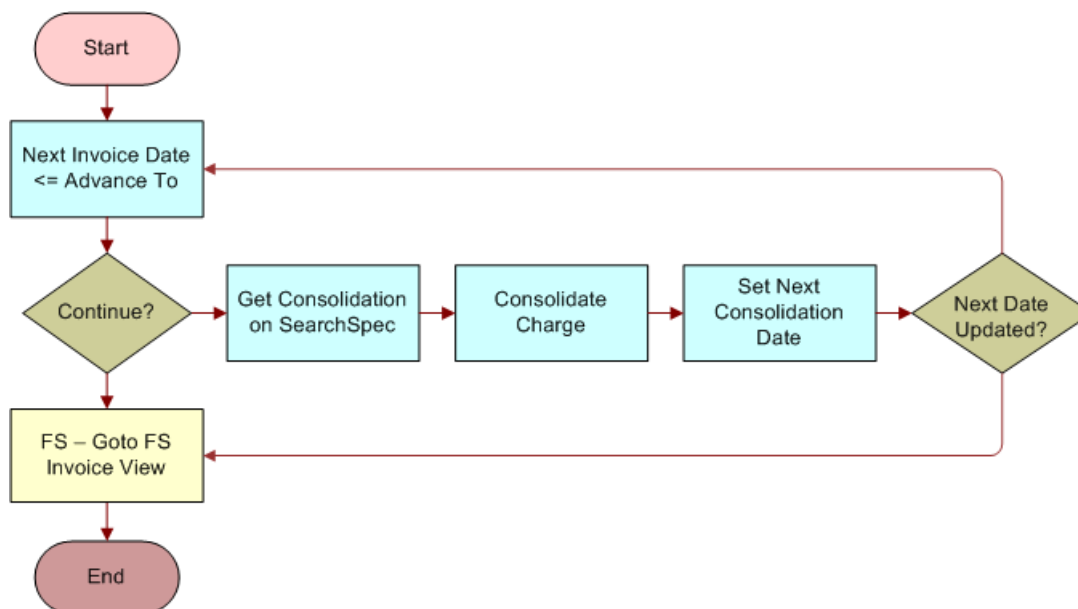 Start
Next Invoice Date
<= Advance To
Continue?
Get Consolidation
on SearchSpec
Consolidate
Charge
Set Next
Consolidation
Date
Next Date
Updated?
FS – Goto FS
Invoice View
End